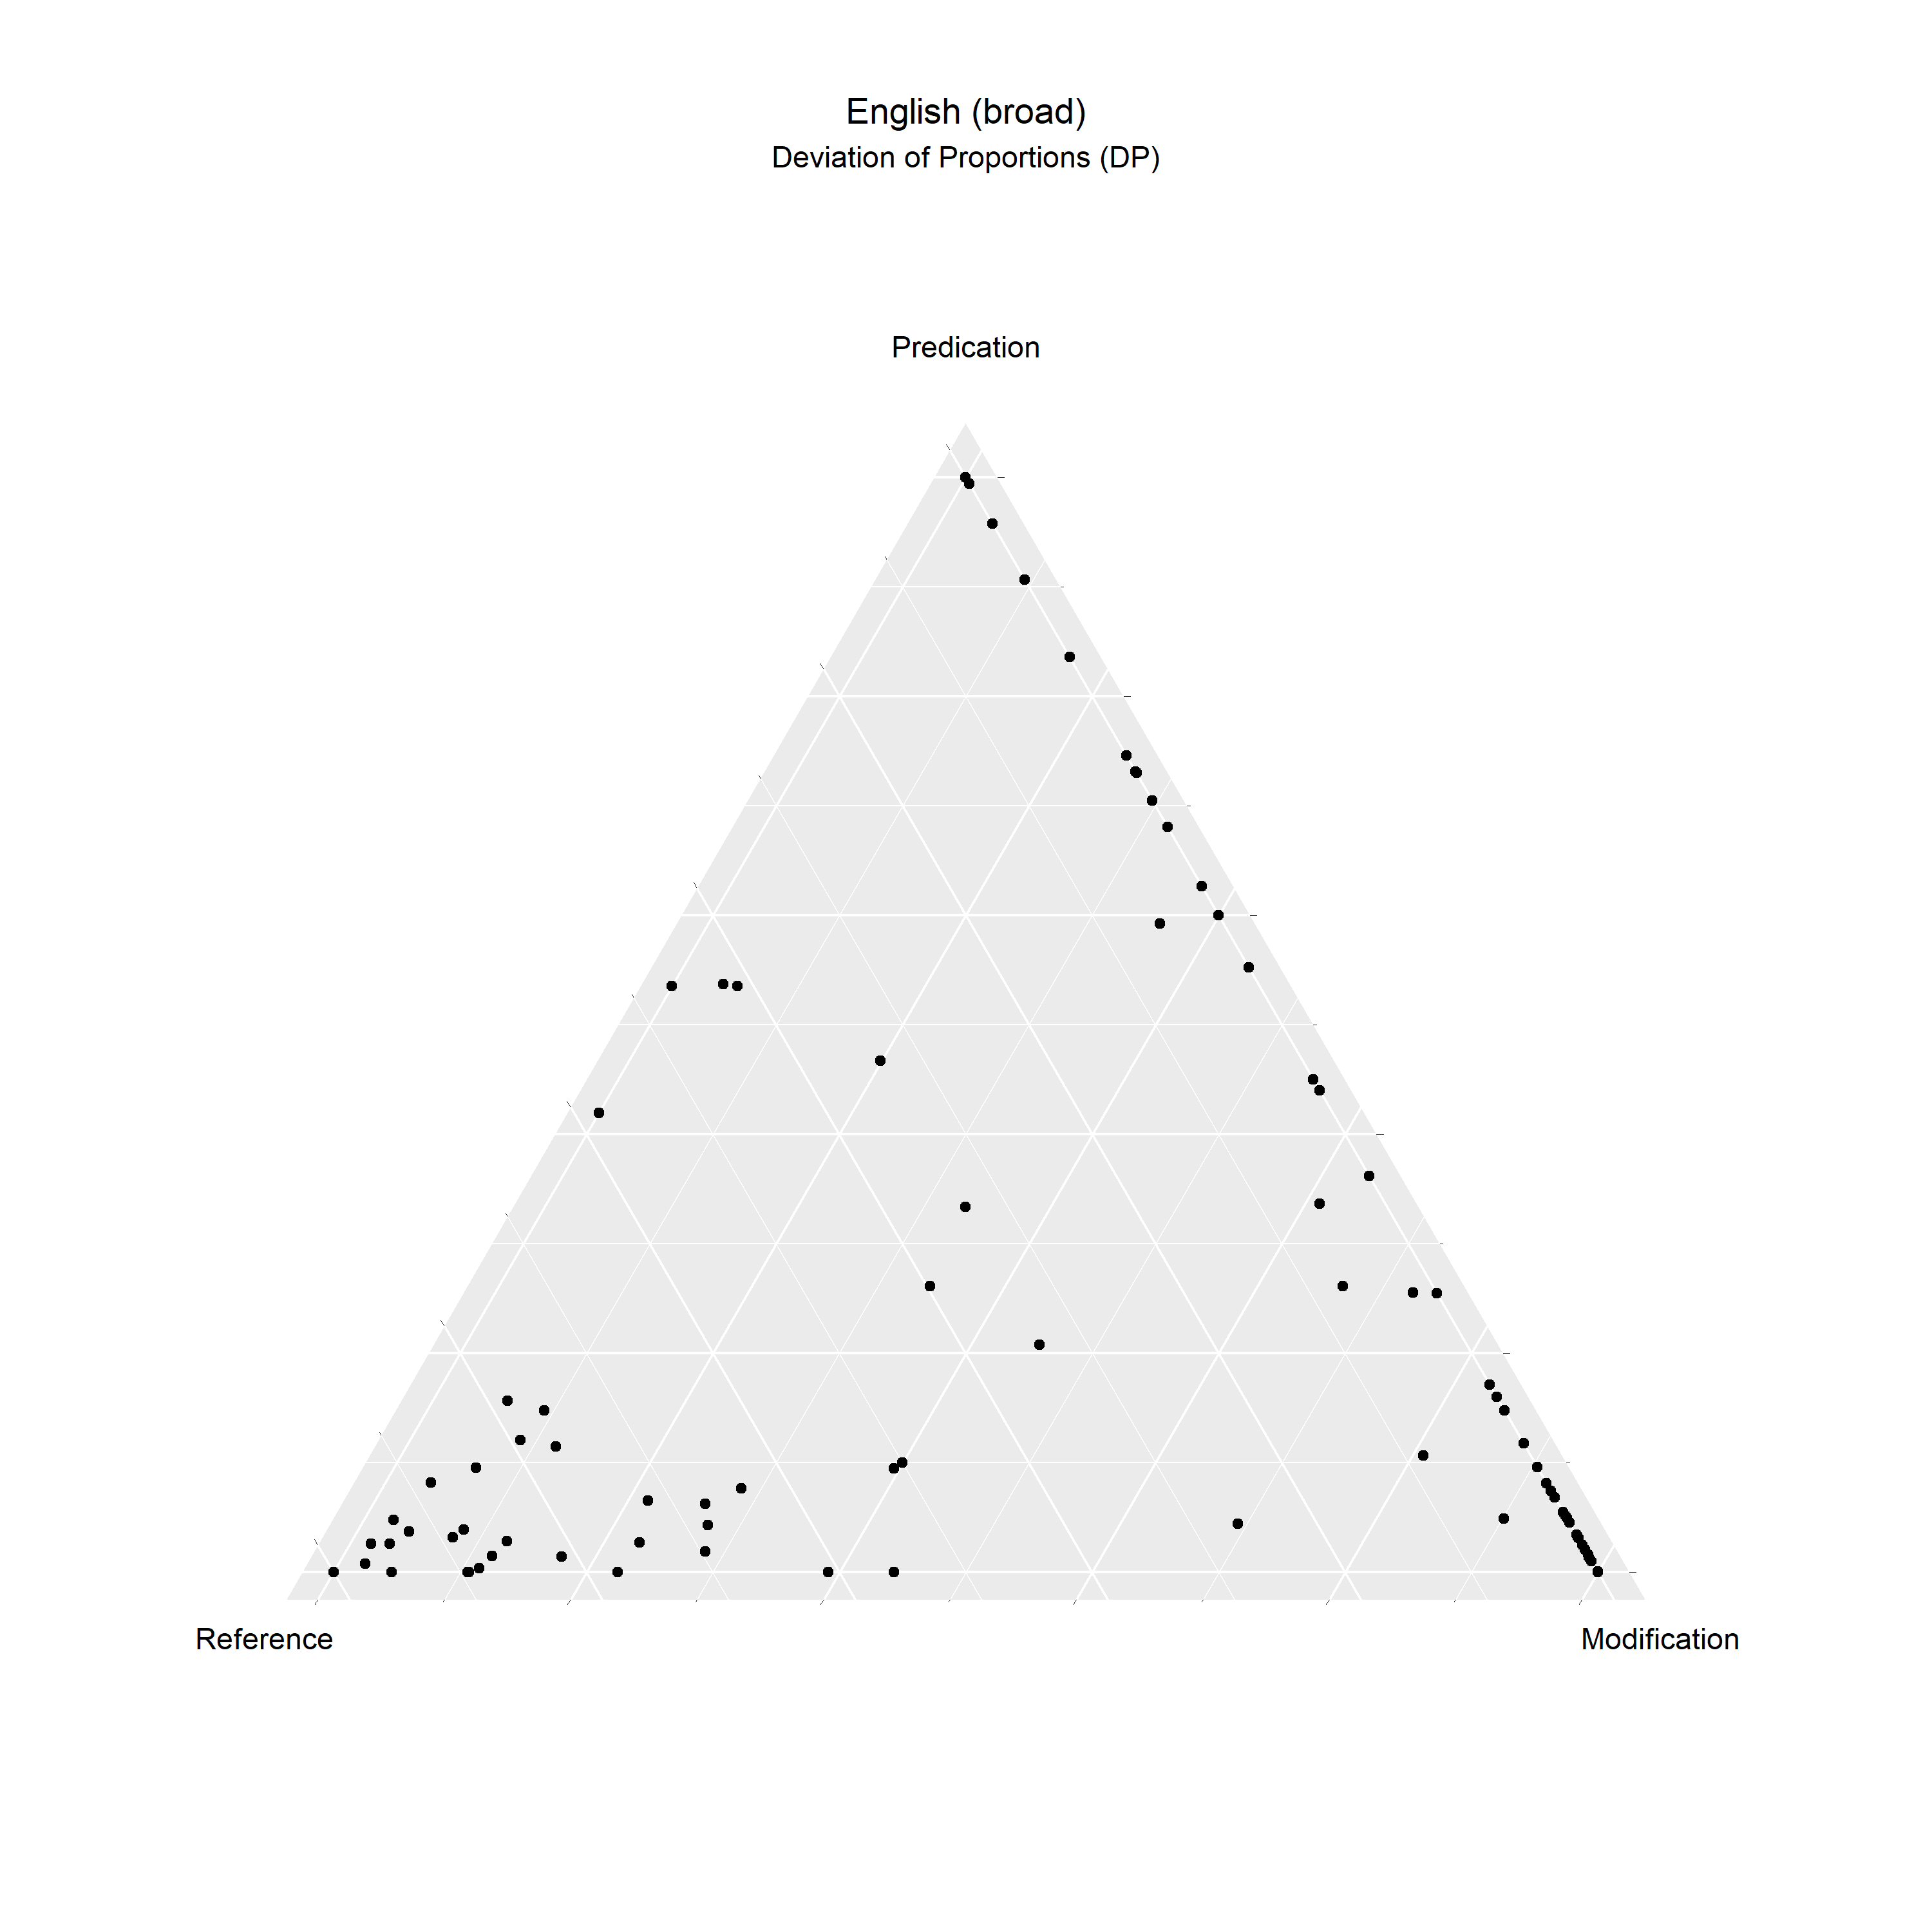 English (broad)
Deviation of Proportions (DP)
Predication
Reference
Modification